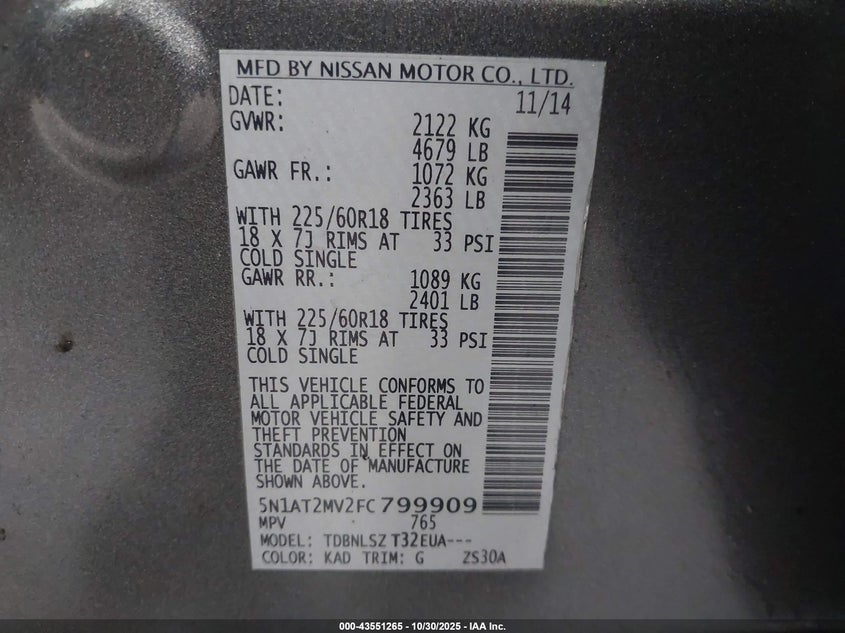 MFD BY NISSAN MOTOR CO., LTD.
DATE: 11/14
GVWR: 2122 KG
4679 LB
GAWR FR.: 1072 KG
2363 LB
WITH 225/60R18 TIRES
18 X 7J RIMS AT 33 PSI
COLD SINGLE
GAWR RR.: 1089 KG
2401 LB
WITH 225/60R18 TIRES
18 X 7J RIMS AT 33 PSI
COLD SINGLE
THIS VEHICLE CONFORMS TO
ALL APPLICABLE FEDERAL
MOTOR VEHICLE SAFETY AND
THEFT PREVENTION
STANDARDS IN EFFECT ON
THE DATE OF MANUFACTURE
SHOWN ABOVE.
5N1AT2MV2FC799909
MPV 765
MODEL: TDBNLSZ T32EUA---
COLOR: KAD TRIM: G ZS30A
000-43551265 - 10/30/2025 - IAA Inc.